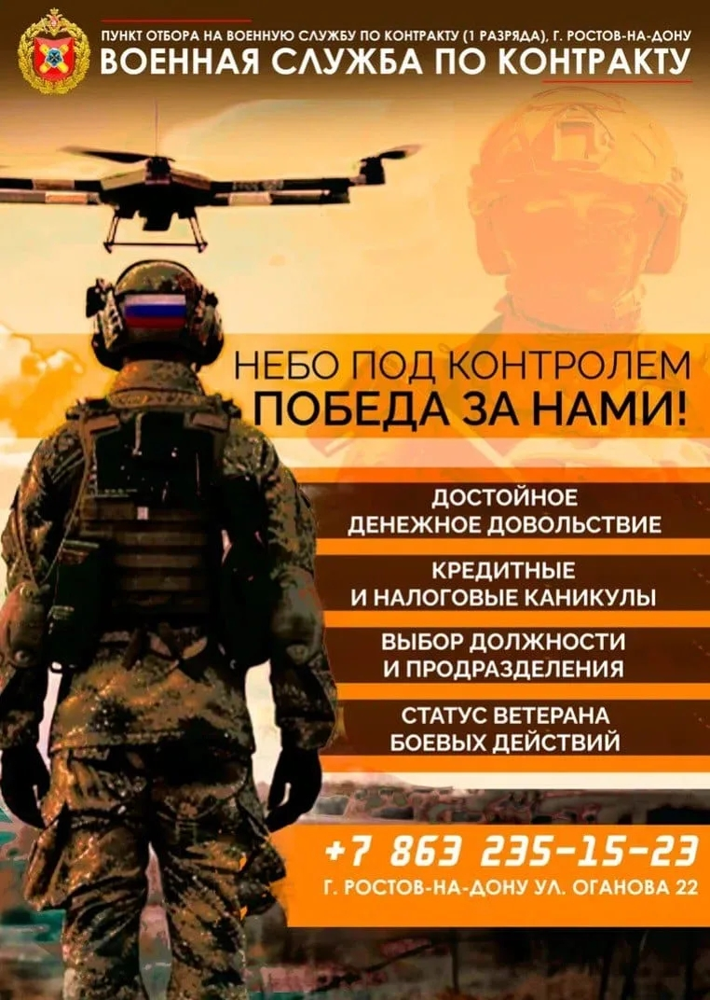 ПУНКТ ОТБОРА НА ВОЕННУЮ СЛУЖБУ ПО КОНТРАКТУ (1 РАЗРЯДА), Г. РОСТОВ-НА-ДОНУ
ВОЕННАЯ СЛУЖБА ПО КОНТРАКТУ
НЕБО ПОД КОНТРОЛЕМ
ПОБЕДА ЗА НАМИ!
ДОСТОЙНОЕ
ДЕНЕЖНОЕ ДОВОЛЬСТВИЕ
КРЕДИТНЫЕ
И НАЛОГОВЫЕ КАНИКУЛЫ
ВЫБОР ДОЛЖНОСТИ
И ПРОДРАЗДЕЛЕНИЯ
СТАТУС ВЕТЕРАНА
БОЕВЫХ ДЕЙСТВИЙ
+7 863 235-15-23
Г. РОСТОВ-НА-ДОНУ УЛ. ОГАНОВА 22